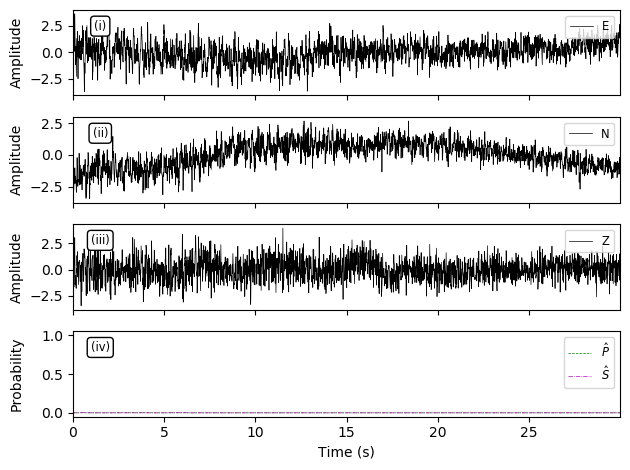 (i)
E
Amplitude
2.5
0.0
−2.5
(ii)
N
Amplitude
2.5
0.0
−2.5
(iii)
Z
Amplitude
2.5
0.0
−2.5
(iv)
P̂
Ŝ
Probability
1.0
0.5
0.0
0 5 10 15 20 25
Time (s)